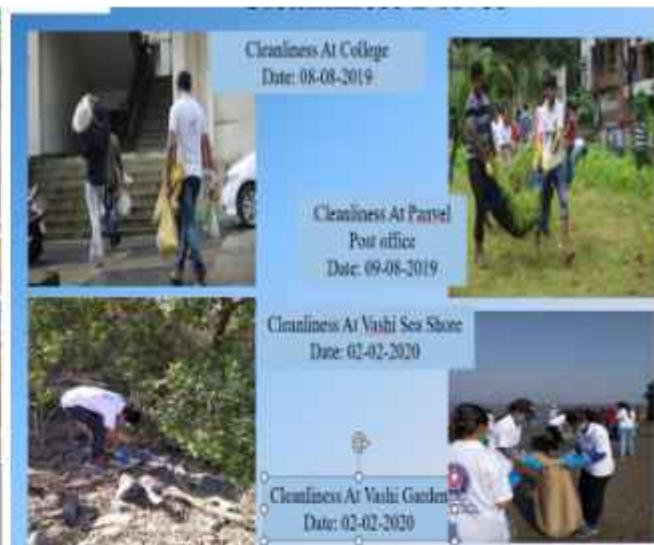 Cleanliness At College
Date: 08-08-2019
Cleanliness At Panvel
Post office
Date: 09-08-2019
Cleanliness At Vashi Sea Shore
Date: 02-02-2020
Cleanliness At Vashi Garden
Date: 02-02-2020